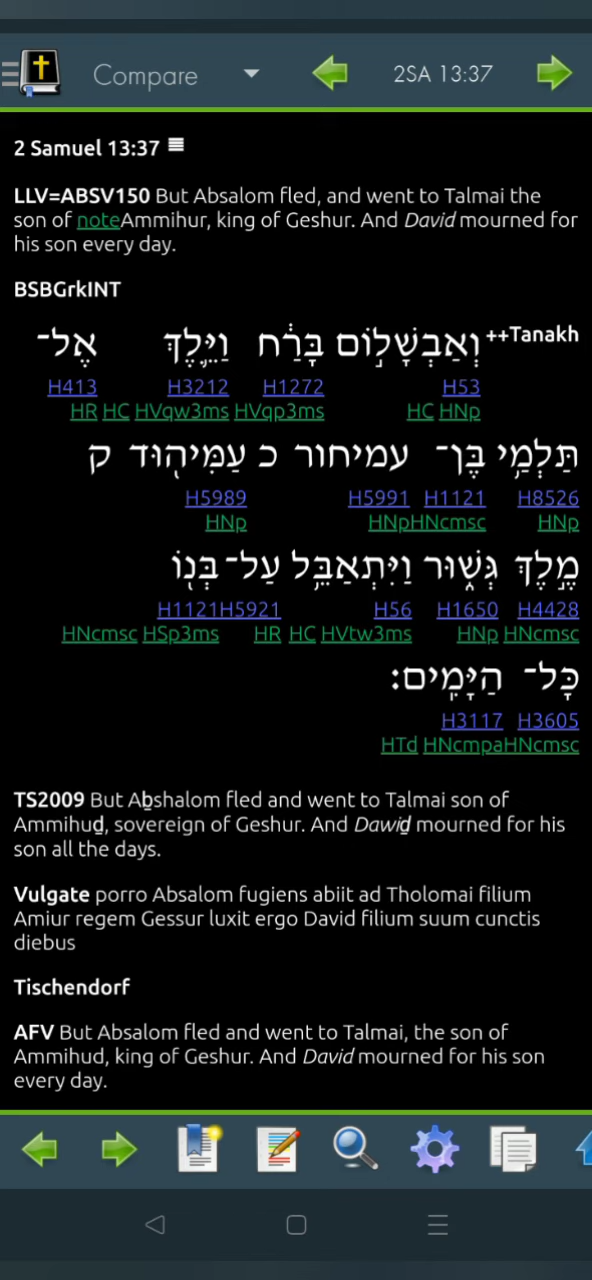 Compare
2SA 13:37
2 Samuel 13:37
LLV=ABSV150 But Absalom fled, and went to Talmai the
son of noteAmmihur, king of Geshur. And David mourned for
his son every day.
BSBGrkINT
++Tanakh וְאַבְשָׁל֣וֹם בָּרַ֔ח וַיֵּ֛לֶךְ אֶל־
H413 H3212 H1272 H53
HR HC HVqw3ms HVqp3ms HC HNp
תַּלְמַ֥י בֶּן־ עמיחור כ עַמִּיה֖וּד ק
H5989 H5991 H1121 H8526
HNp HNpHNcmsc HNp
מֶ֣לֶךְ גְּשׁ֑וּר וַיִּתְאַבֵּ֥ל עַל־בְּנ֖וֹ
H1121H5921 H56 H1650 H4428
HNcmsc HSp3ms HR HC HVtw3ms HNp HNcmsc
כָּל־ הַיָּמִֽים׃
H3117 H3605
HTd HNcmpaHNcmsc
TS2009 But Aḇshalom fled and went to Talmai son of
Ammihuḏ, sovereign of Geshur. And Dawiḏ mourned for his
son all the days.
Vulgate porro Absalom fugiens abiit ad Tholomai filium
Amiur regem Gessur luxit ergo David filium suum cunctis
diebus
Tischendorf
AFV But Absalom fled and went to Talmai, the son of
Ammihud, king of Geshur. And David mourned for his son
every day.